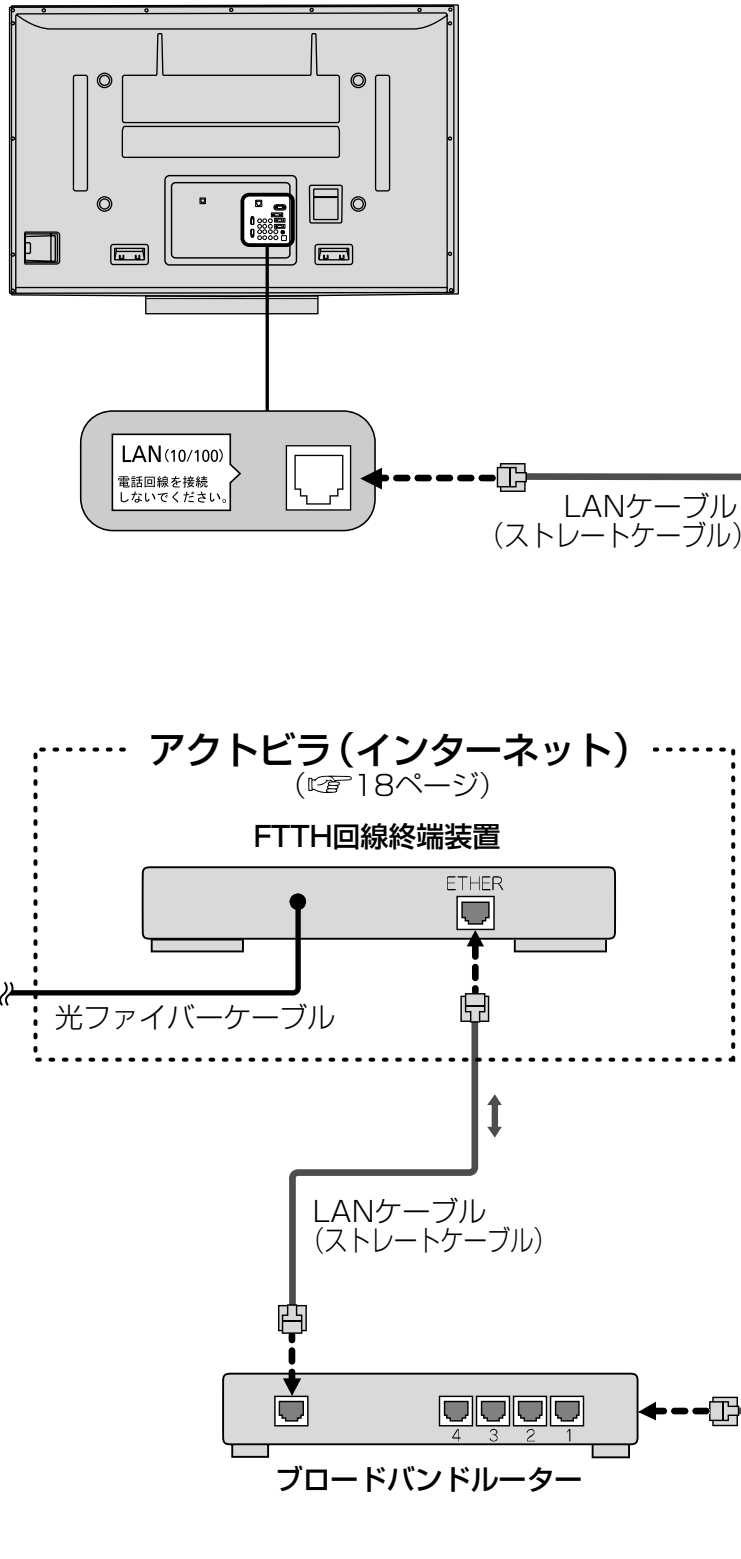 LAN(10/100)
電話回線を接続
しないでください。
LANケーブル
（ストレートケーブル）
アクトビラ（インターネット）
（☞18ページ）
FTTH回線終端装置
ETHER
光ファイバーケーブル
LANケーブル
（ストレートケーブル）
4 3 2 1
ブロードバンドルーター